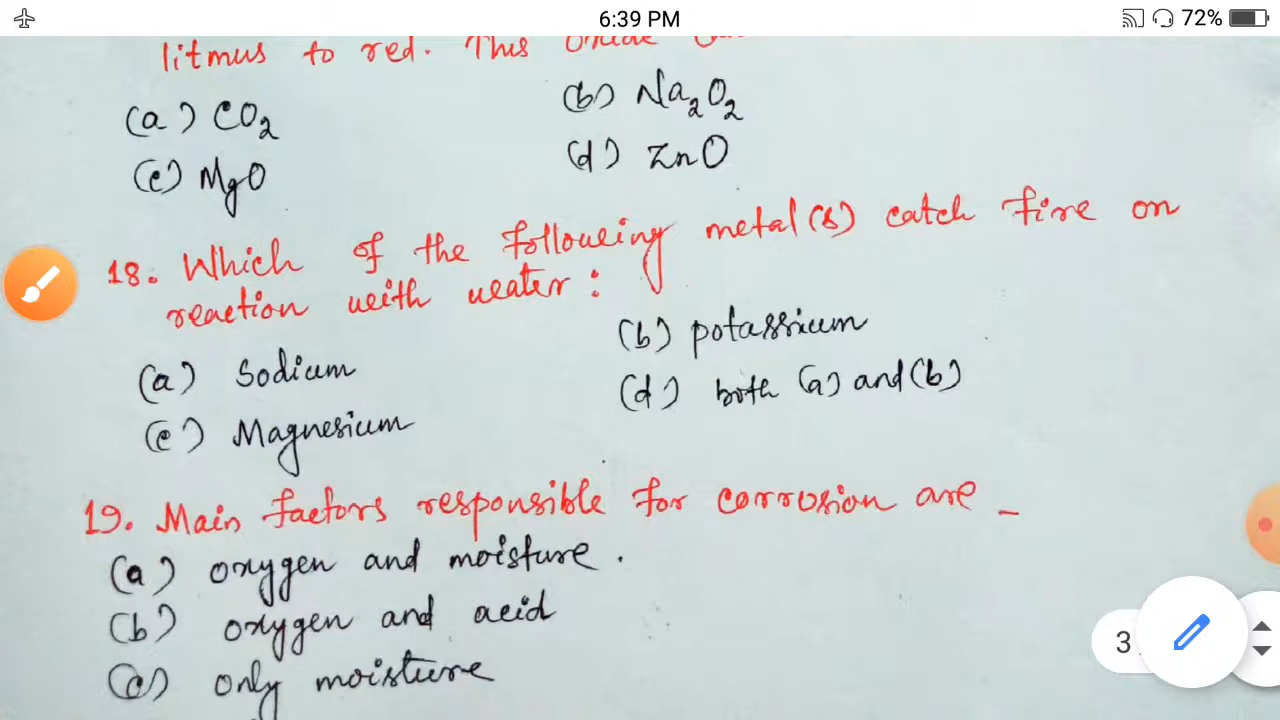 6:39 PM 72%
litmus to red. This oxide
(a) CO2 (b) Na2O2
(c) MgO (d) ZnO
18. Which of the following metal(s) catch fire on
reaction with water:
(a) Sodium (b) potassium
(c) Magnesium (d) both (a) and (b)
19. Main factors responsible for corrosion are _
(a) oxygen and moisture.
(b) oxygen and acid
(c) only moisture
3